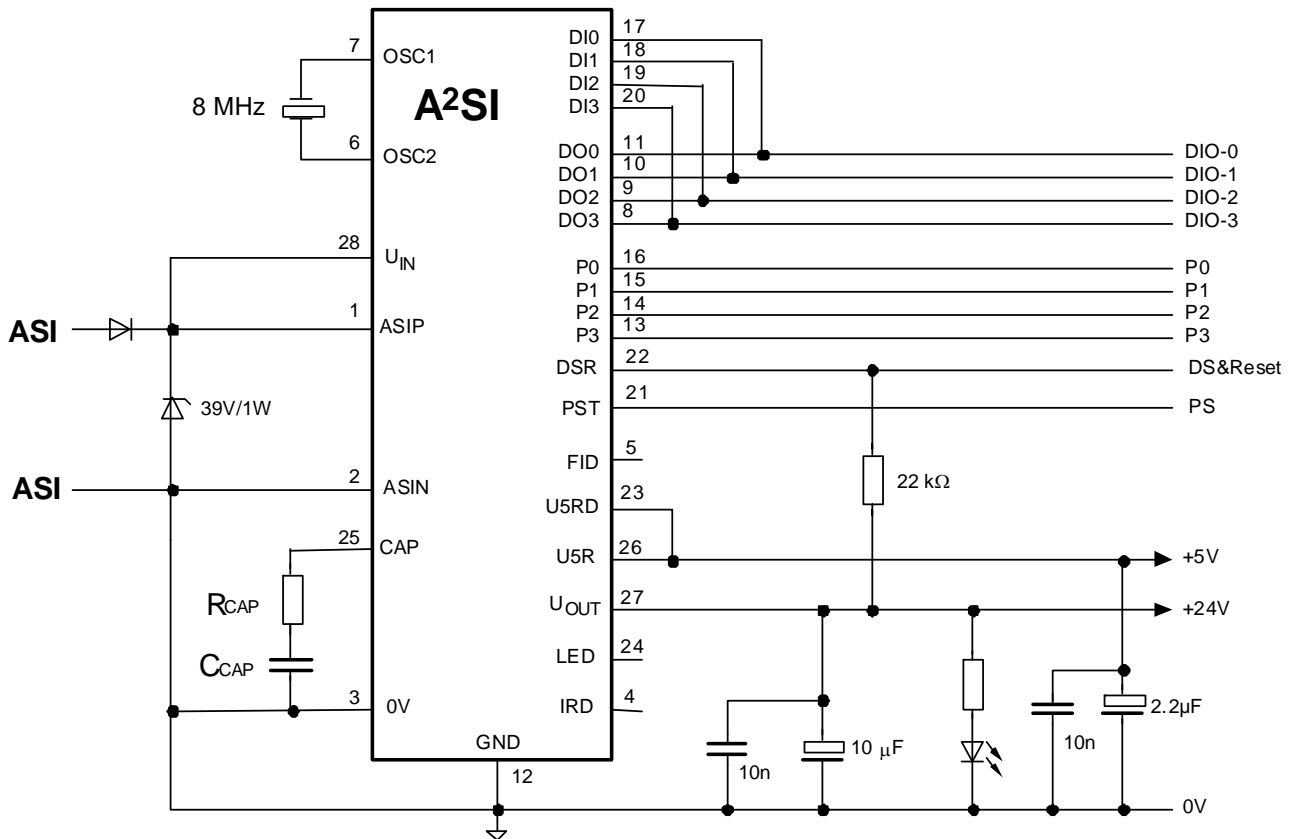 A²SI
7 OSC1
8 MHz
6 OSC2
28 UIN
ASI
1 ASIP
39V/1W
ASI
2 ASIN
25 CAP
RCAP
CCAP
3 0V
GND
12
DI0 17
DI1 18
DI2 19
DI3 20
DO0 11 DIO-0
DO1 10 DIO-1
DO2 9 DIO-2
DO3 8 DIO-3
P0 16 P0
P1 15 P1
P2 14 P2
P3 13 P3
DSR 22 DS&Reset
PST 21 PS
FID 5
22 kΩ
U5RD 23
U5R 26 +5V
UOUT 27 +24V
LED 24
IRD 4
10n
10 µF
10n
2.2µF
0V